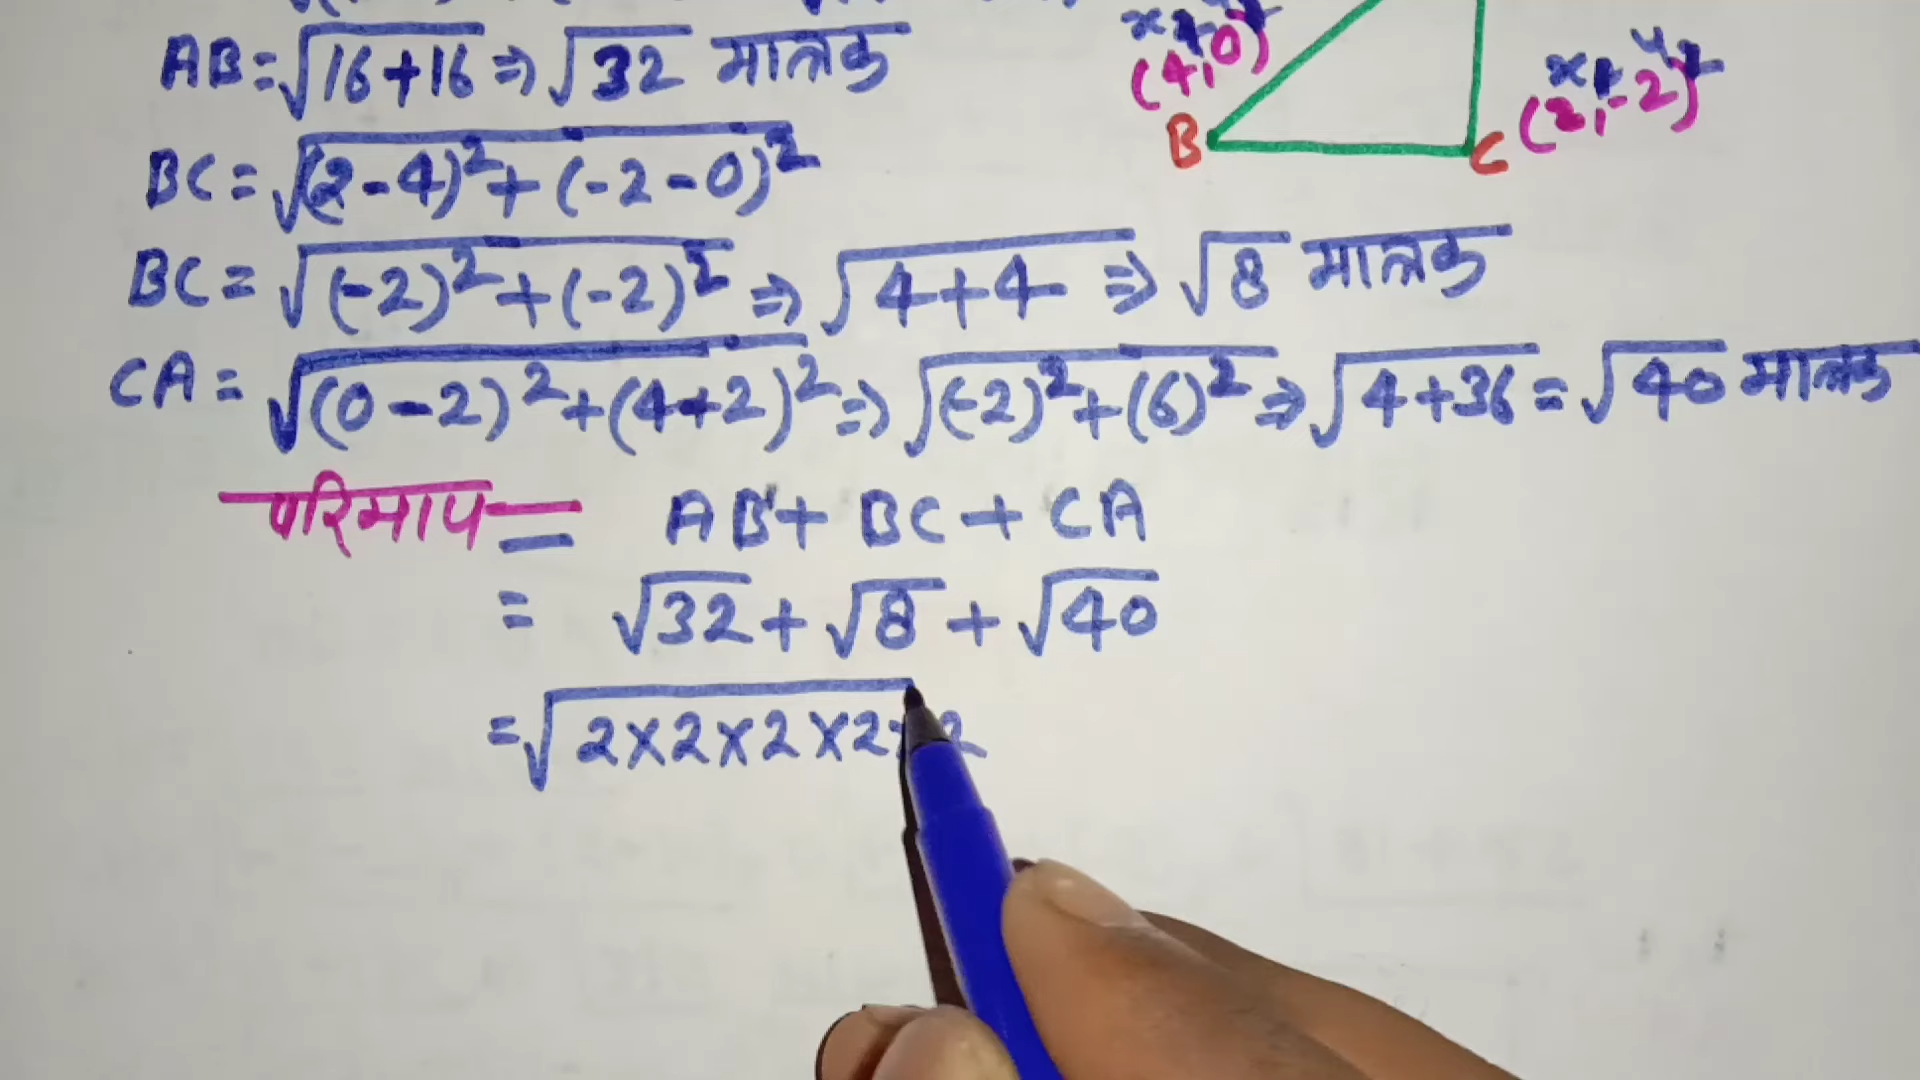 AB = √16+16 ⇒ √32 मात्रक
(4,0)
(2,-2)
B
C
BC = √(2-4)²+(-2-0)²
BC = √(-2)²+(-2)² ⇒ √4+4 ⇒ √8 मात्रक
CA = √(0-2)²+(4+2)² ⇒ √(-2)²+(6)² ⇒ √4+36 = √40 मात्रक
परिमाप = AB + BC + CA
= √32 + √8 + √40
= √2×2×2×2×2